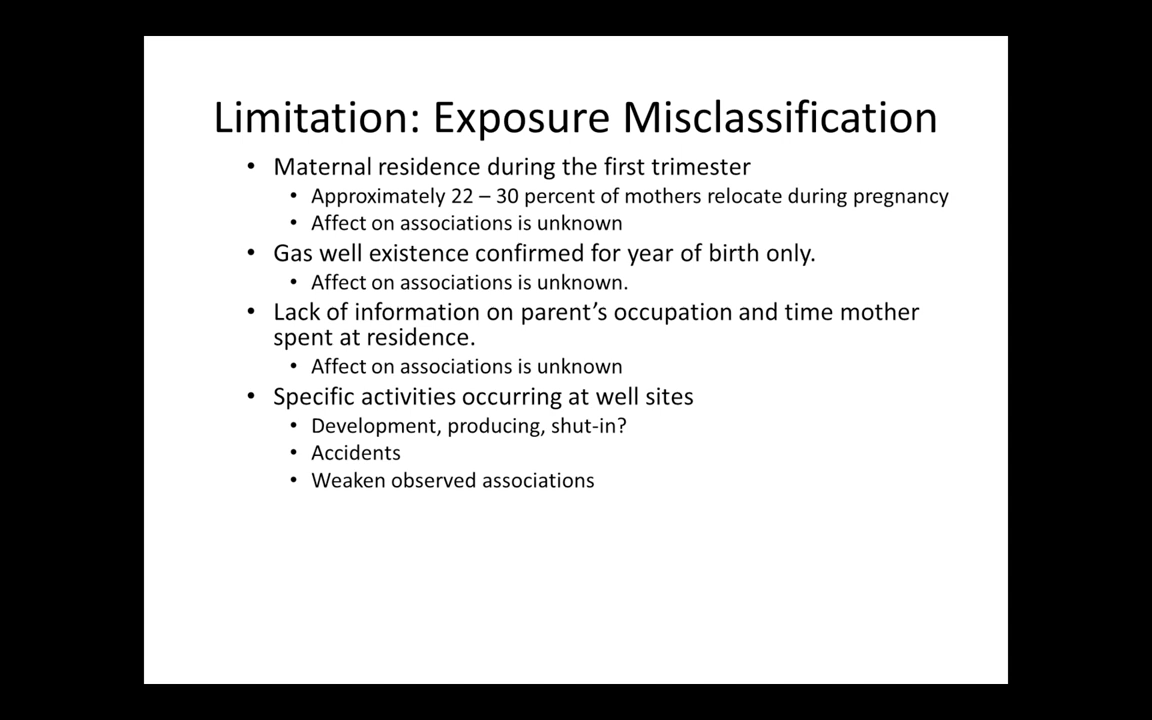 Limitation: Exposure Misclassification
• Maternal residence during the first trimester
• Approximately 22 – 30 percent of mothers relocate during pregnancy
• Affect on associations is unknown
• Gas well existence confirmed for year of birth only.
• Affect on associations is unknown.
• Lack of information on parent’s occupation and time mother
spent at residence.
• Affect on associations is unknown
• Specific activities occurring at well sites
• Development, producing, shut-in?
• Accidents
• Weaken observed associations